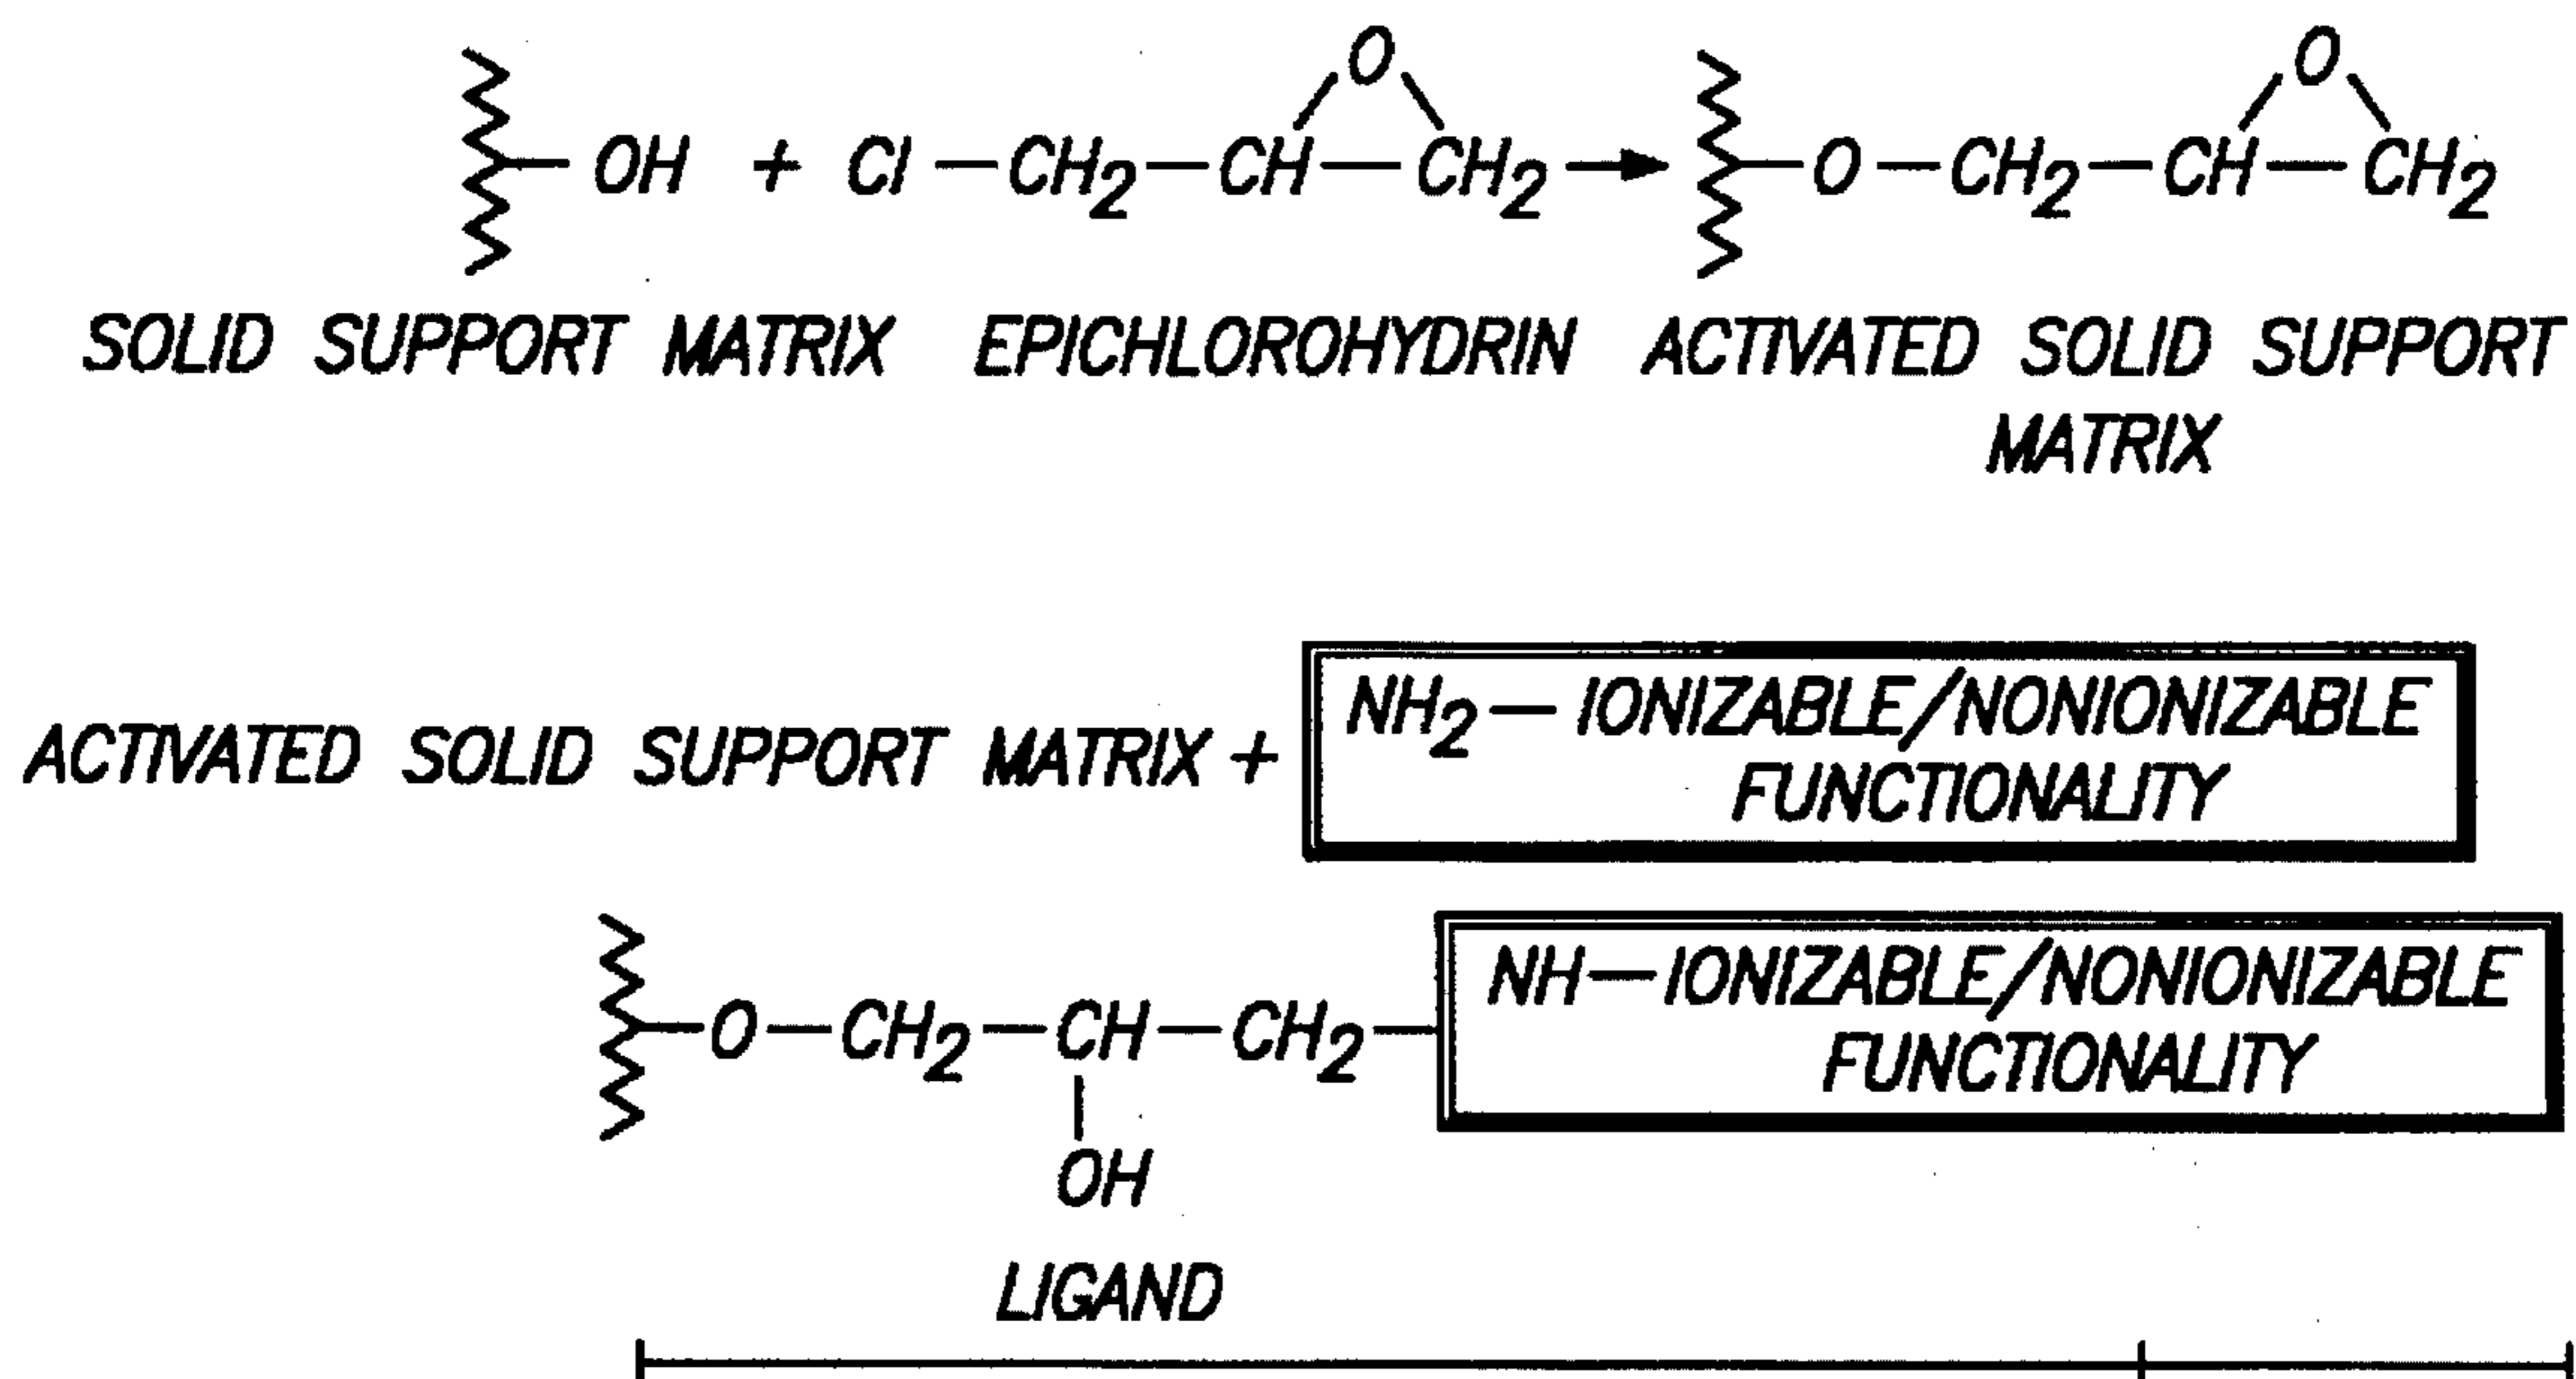 OH + Cl — CH2 — CH — CH2 → O — CH2 — CH — CH2
O O
SOLID SUPPORT MATRIX EPICHLOROHYDRIN ACTIVATED SOLID SUPPORT
MATRIX
ACTIVATED SOLID SUPPORT MATRIX + NH2 — IONIZABLE/NONIONIZABLE
FUNCTIONALITY
O — CH2 — CH — CH2 — NH — IONIZABLE/NONIONIZABLE
FUNCTIONALITY
OH
LIGAND